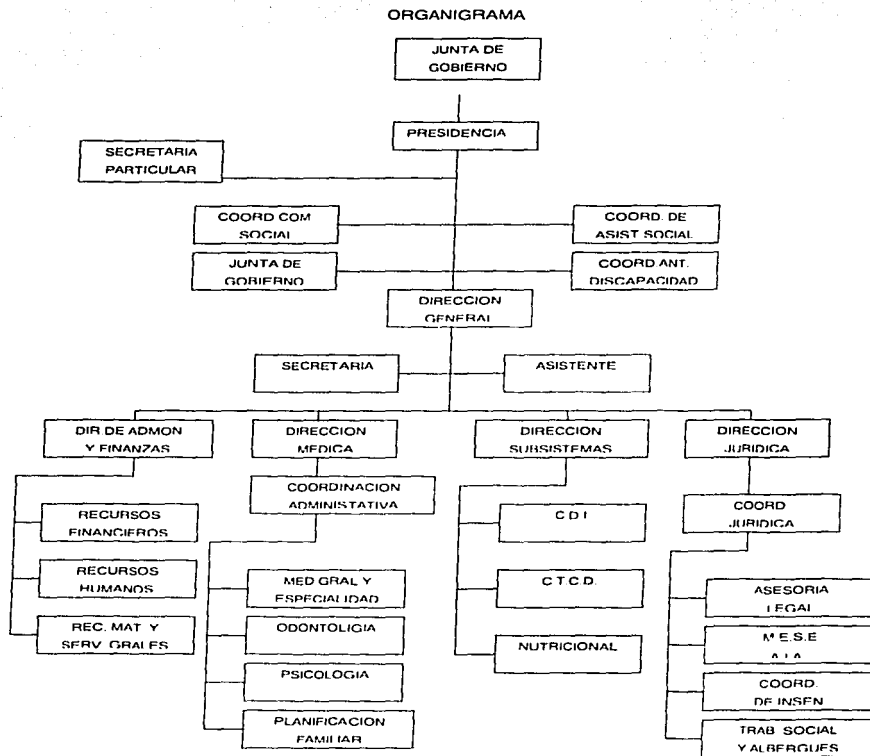 ORGANIGRAMA
JUNTA DE
GOBIERNO
PRESIDENCIA
SECRETARIA
PARTICULAR
COORD COM
SOCIAL
COORD. DE
ASIST SOCIAL
JUNTA DE
GOBIERNO
COORD.ANT.
DISCAPACIDAD
DIRECCION
GENERAL
SECRETARIA
ASISTENTE
DIR DE ADMON
Y FINANZAS
DIRECCION
MEDICA
DIRECCION
SUBSISTEMAS
DIRECCION
JURIDICA
COORDINACION
ADMINISTATIVA
RECURSOS
FINANCIEROS
C D I
COORD
JURIDICA
RECURSOS
HUMANOS
MED GRAL Y
ESPECIALIDAD
C T C D.
ASESORIA
LEGAL
REC. MAT Y
SERV. GRALES
ODONTOLIGIA
NUTRICIONAL
M E.S.E
PSICOLOGIA
COORD.
DE INSEN
PLANIFICACION
FAMILIAR
TRAB SOCIAL
Y ALBERGUES